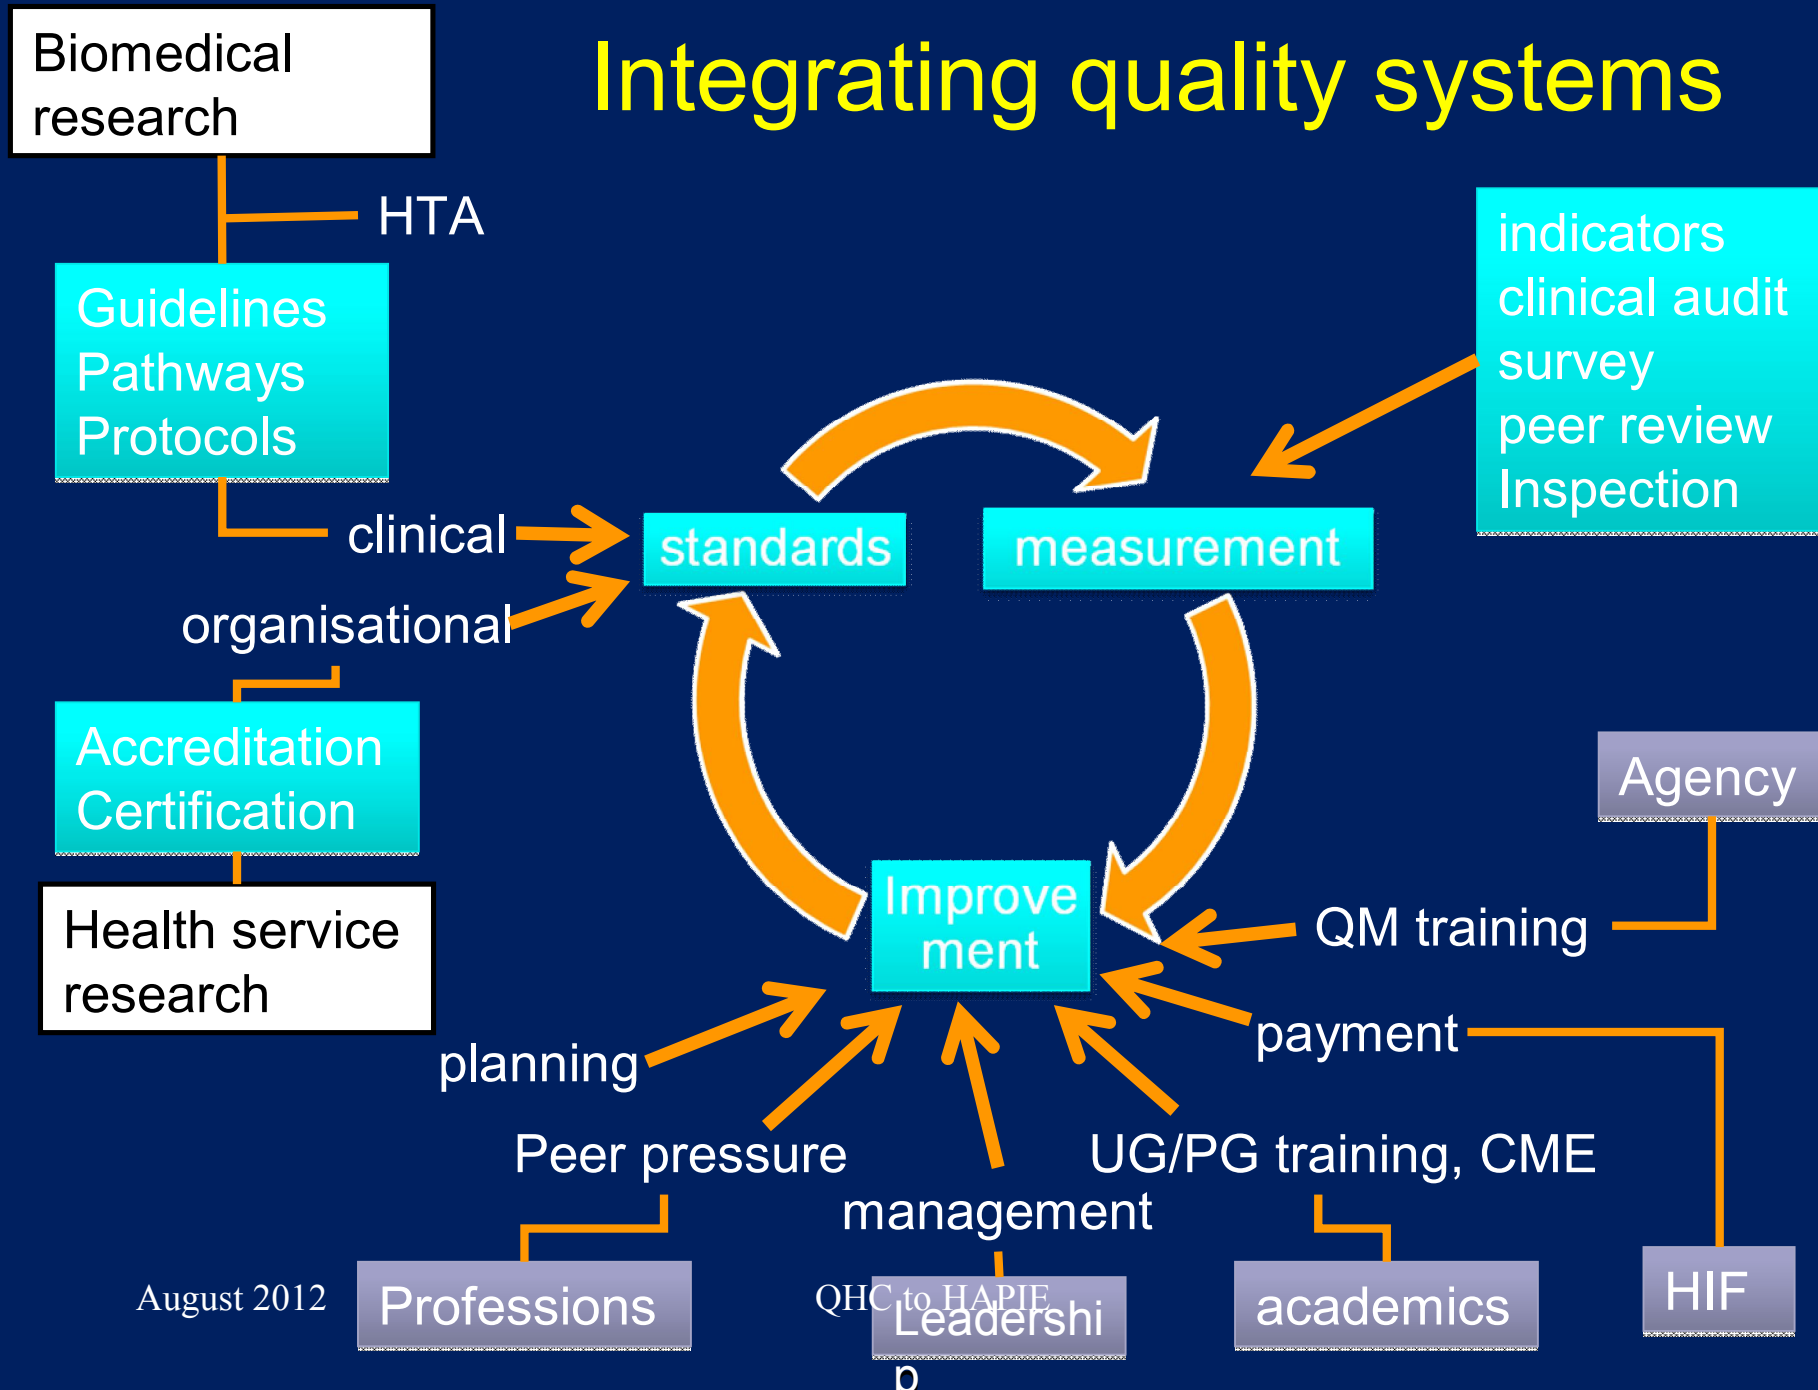 Biomedical
research
Integrating quality systems
HTA
Guidelines
Pathways
Protocols
indicators
clinical audit
survey
peer review
Inspection
clinical
standards
measurement
organisational
Accreditation
Certification
Agency
Improve
ment
QM training
Health service
research
planning
payment
Peer pressure
UG/PG training, CME
management
August 2012
Professions
QHC to HAPIE
Leadershi
p
academics
HIF